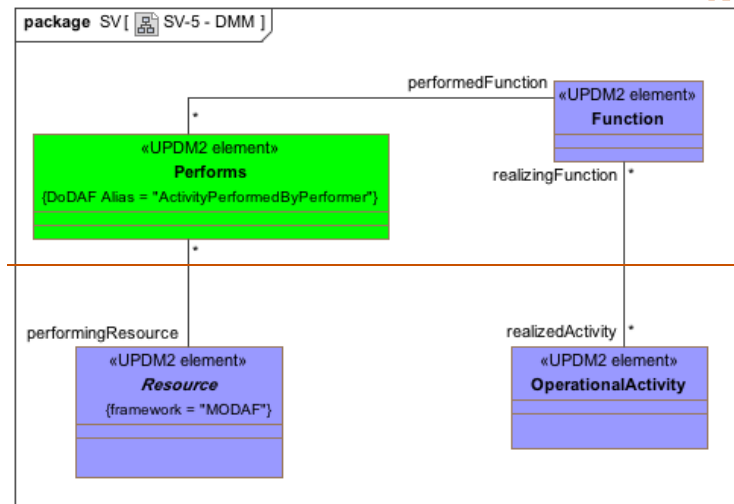 package SV [ SV-5 - DMM ]
performedFunction
«UPDM2 element»
Function
*
«UPDM2 element»
Performs
{DoDAF Alias = "ActivityPerformedByPerformer"}
realizingFunction *
*
performingResource
realizedActivity *
«UPDM2 element»
Resource
{framework = "MODAF"}
«UPDM2 element»
OperationalActivity